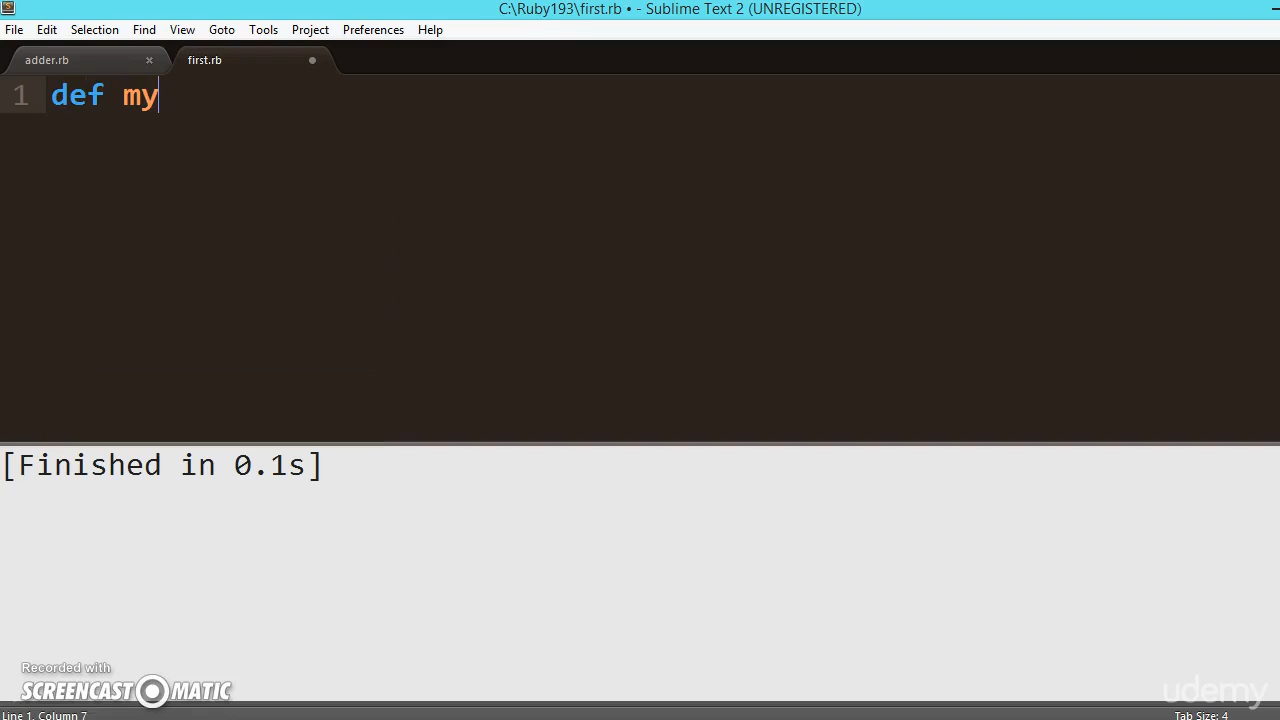 C:\Ruby193\first.rb • - Sublime Text 2 (UNREGISTERED)
File Edit Selection Find View Goto Tools Project Preferences Help
adder.rb × first.rb
1 def my
[Finished in 0.1s]
Recorded with
SCREENCAST MATIC
udemy
Line 1, Column 7 Tab Size: 4